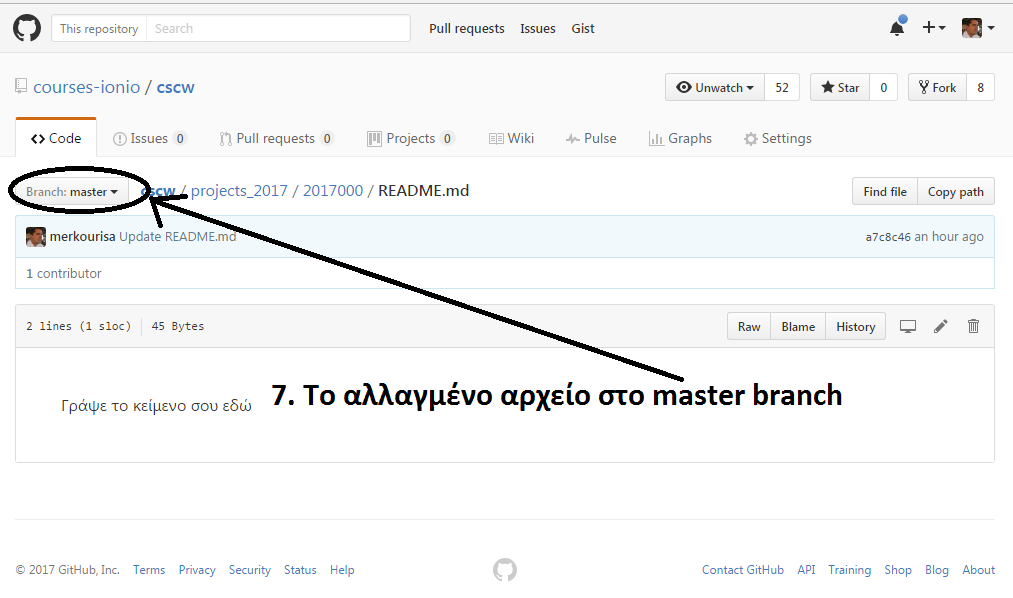 This repository Search Pull requests Issues Gist
courses-ionio / cscw Unwatch 52 Star 0 Fork 8
Code Issues 0 Pull requests 0 Projects 0 Wiki Pulse Graphs Settings
Branch: master cscw / projects_2017 / 2017000 / README.md Find file Copy path
merkourisa Update README.md a7c8c46 an hour ago
1 contributor
2 lines (1 sloc) 45 Bytes Raw Blame History
7. Το αλλαγμένο αρχείο στο master branch
Γράψε το κείμενο σου εδώ
© 2017 GitHub, Inc. Terms Privacy Security Status Help Contact GitHub API Training Shop Blog About